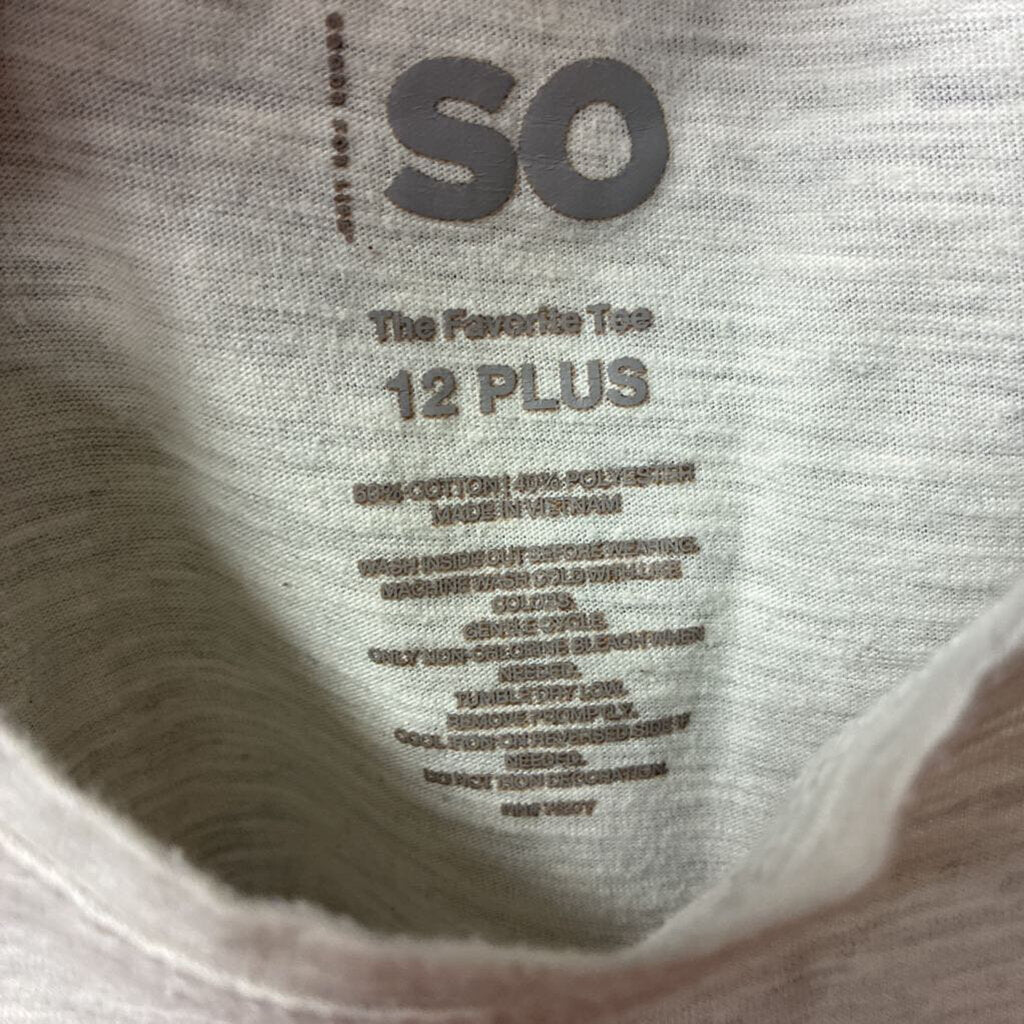 SO
The Favorite Tee
12 PLUS
60% COTTON | 40% POLYESTER
MADE IN VIETNAM
WASH INSIDE OUT BEFORE WEARING.
MACHINE WASH COLD WITH LIKE
COLORS.
GENTLE CYCLE.
ONLY NON-CHLORINE BLEACH WHEN
NEEDED.
TUMBLE DRY LOW.
REMOVE PROMPTLY.
COOL IRON ON REVERSED SIDE IF
NEEDED.
DO NOT IRON DECORATION